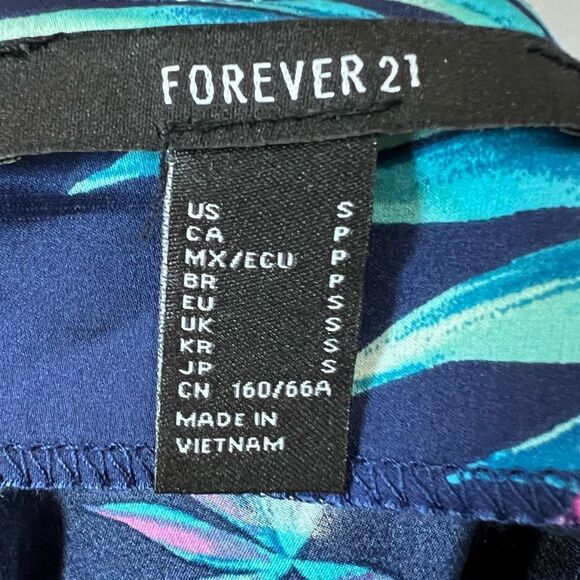 FOREVER 21
US S
CA P
MX/ECU P
BR P
EU S
UK S
KR S
JP S
CN 160/66A
MADE IN
VIETNAM